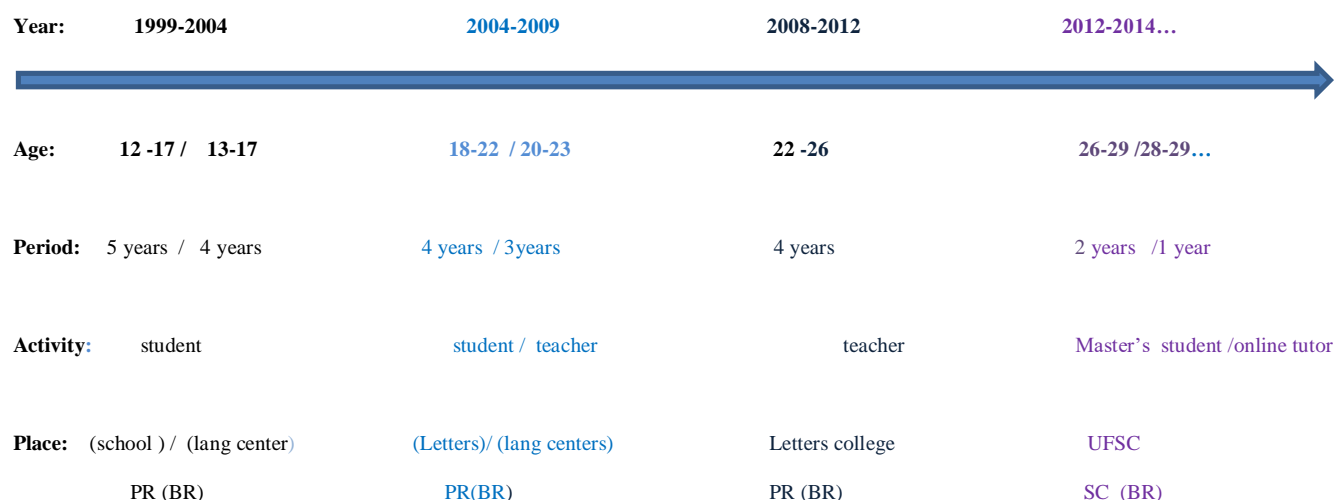 Year: 1999-2004 2004-2009 2008-2012 2012-2014…
Age: 12 -17 / 13-17 18-22 / 20-23 22 -26 26-29 /28-29…
Period: 5 years / 4 years 4 years / 3years 4 years 2 years /1 year
Activity: student student / teacher teacher Master’s student /online tutor
Place: (school ) / (lang center) (Letters)/ (lang centers) Letters college UFSC
PR (BR) PR(BR) PR (BR) SC (BR)